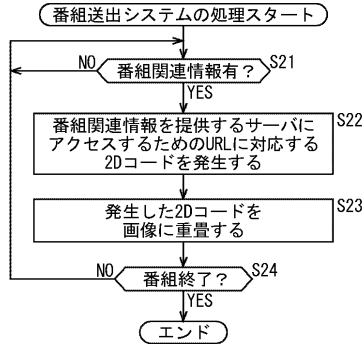 番組送出システムの処理スタート
NO
番組関連情報有？
S21
YES
S22
番組関連情報を提供するサーバに
アクセスするためのURLに対応する
2Dコードを発生する
S23
発生した2Dコードを
画像に重畳する
NO
番組終了？
S24
YES
エンド